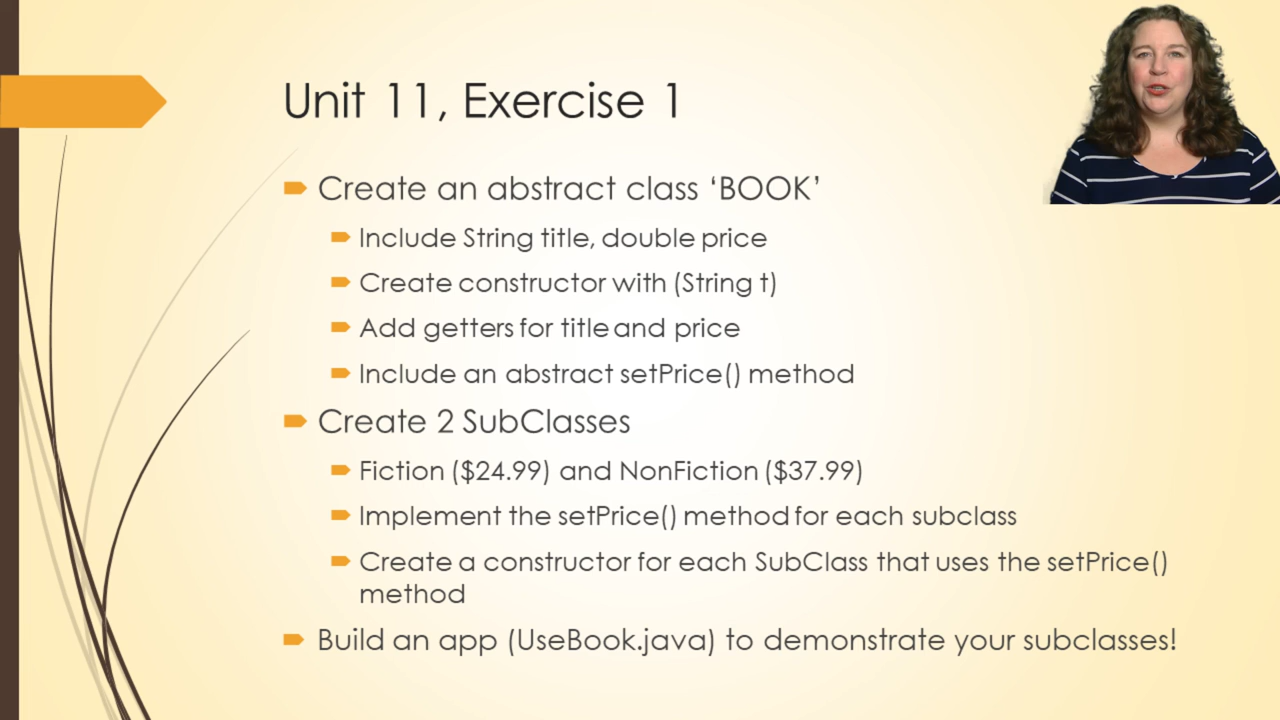 Unit 11, Exercise 1
Create an abstract class ‘BOOK’
Include String title, double price
Create constructor with (String t)
Add getters for title and price
Include an abstract setPrice() method
Create 2 SubClasses
Fiction ($24.99) and NonFiction ($37.99)
Implement the setPrice() method for each subclass
Create a constructor for each SubClass that uses the setPrice()
method
Build an app (UseBook.java) to demonstrate your subclasses!